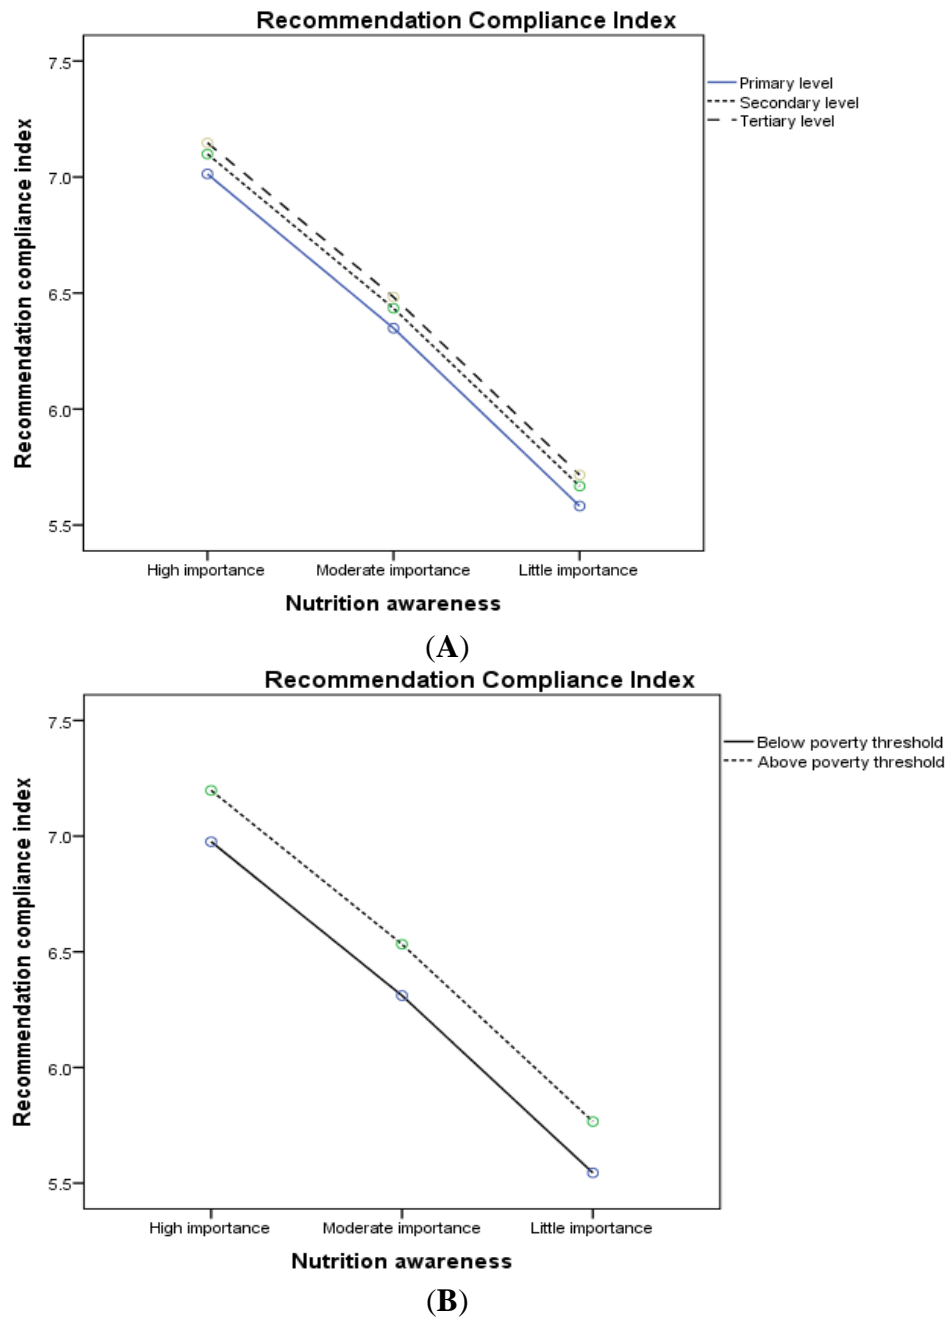 Recommendation Compliance Index
Recommendation compliance index
7.5
7.0
6.5
6.0
5.5
Primary level
Secondary level
Tertiary level
High importance
Moderate importance
Little importance
Nutrition awareness
(A)
Recommendation Compliance Index
Recommendation compliance index
7.5
7.0
6.5
6.0
5.5
Below poverty threshold
Above poverty threshold
High importance
Moderate importance
Little importance
Nutrition awareness
(B)